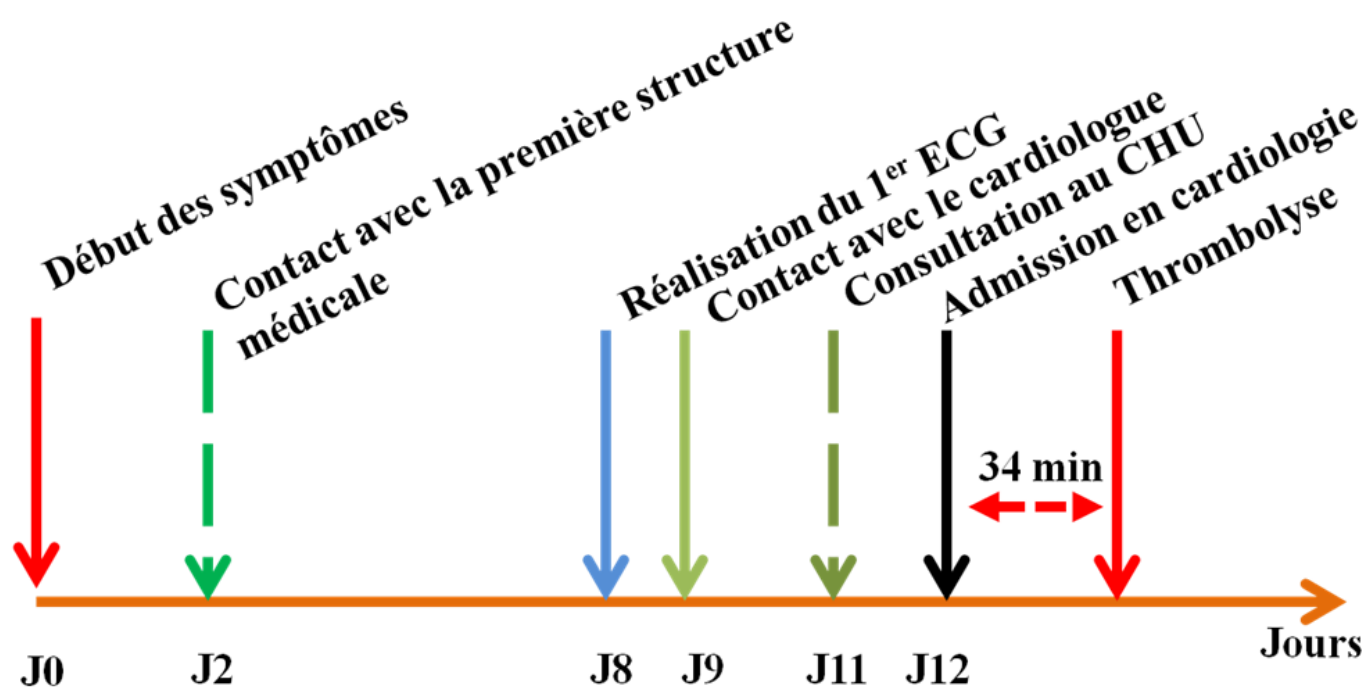 Début des symptômes
Contact avec la première structure
médicale
Réalisation du 1er ECG
Contact avec le cardiologue
Consultation au CHU
Admission en cardiologie
Thrombolyse
34 min
Jours
J0
J2
J8
J9
J11
J12